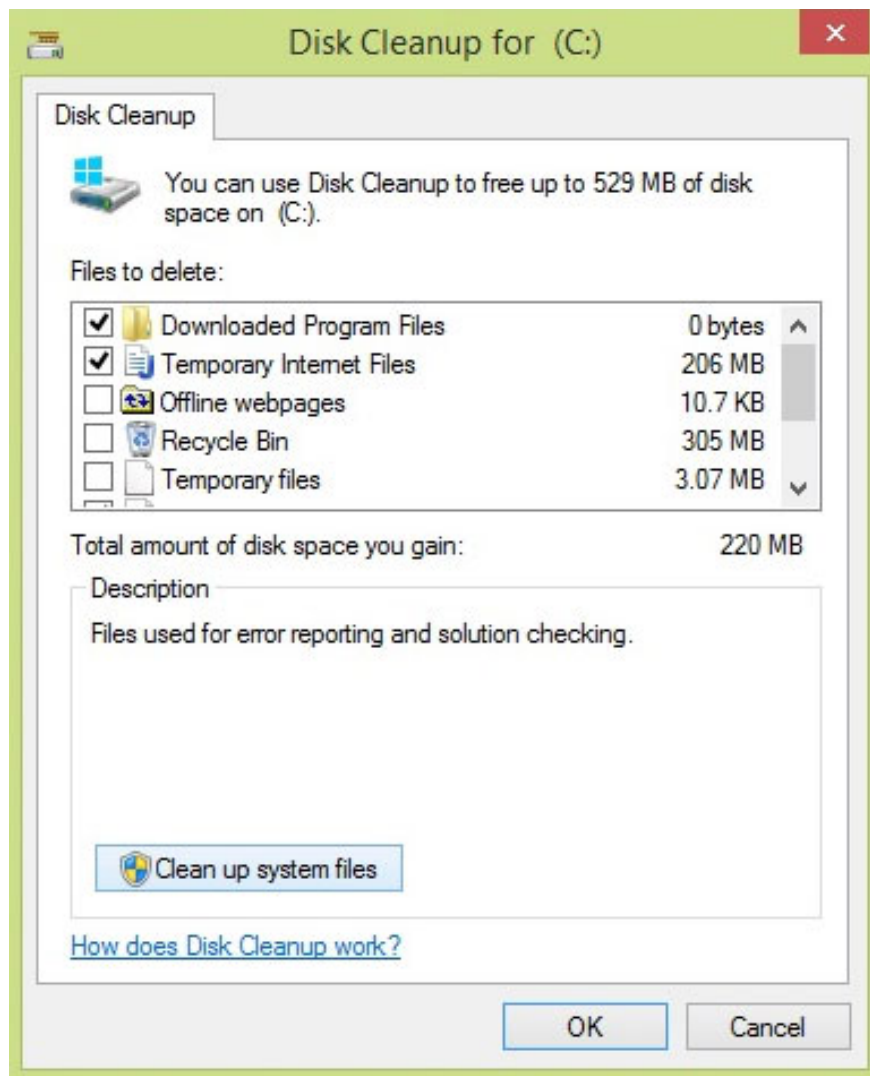 Disk Cleanup for (C:)
Disk Cleanup
You can use Disk Cleanup to free up to 529 MB of disk
space on (C:).
Files to delete:
Downloaded Program Files 0 bytes
Temporary Internet Files 206 MB
Offline webpages 10.7 KB
Recycle Bin 305 MB
Temporary files 3.07 MB
Total amount of disk space you gain: 220 MB
Description
Files used for error reporting and solution checking.
Clean up system files
How does Disk Cleanup work?
OK Cancel